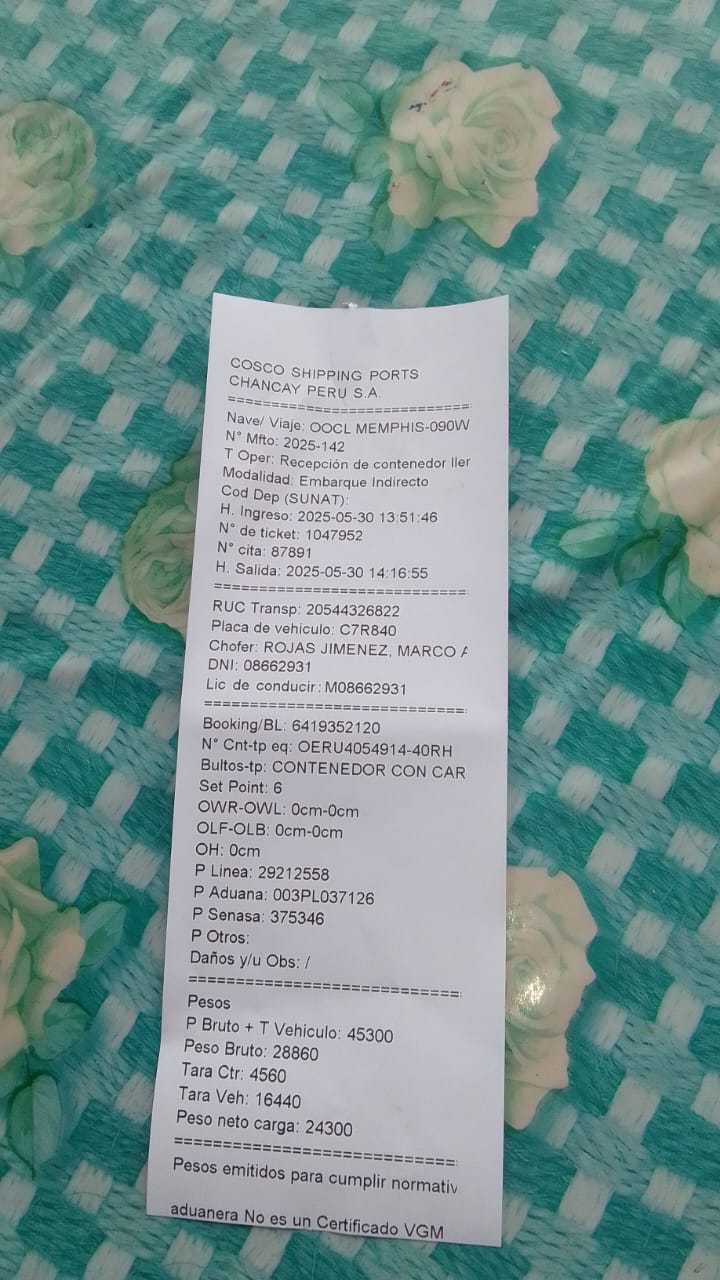 COSCO SHIPPING PORTS
CHANCAY PERU S.A.
==============================
Nave/ Viaje: OOCL MEMPHIS-090W
N° Mfto: 2025-142
T Oper: Recepción de contenedor ller
Modalidad: Embarque Indirecto
Cod Dep (SUNAT):
H. Ingreso: 2025-05-30 13:51:46
N° de ticket: 1047952
N° cita: 87891
H. Salida: 2025-05-30 14:16:55
==============================
RUC Transp: 20544326822
Placa de vehiculo: C7R840
Chofer: ROJAS JIMENEZ, MARCO A
DNI: 08662931
Lic de conducir: M08662931
==============================
Booking/BL: 6419352120
N° Cnt-tp eq: OERU4054914-40RH
Bultos-tp: CONTENEDOR CON CAR
Set Point: 6
OWR-OWL: 0cm-0cm
OLF-OLB: 0cm-0cm
OH: 0cm
P Linea: 29212558
P Aduana: 003PL037126
P Senasa: 375346
P Otros:
Daños y/u Obs: /
==============================
Pesos
P Bruto + T Vehiculo: 45300
Peso Bruto: 28860
Tara Ctr: 4560
Tara Veh: 16440
Peso neto carga: 24300
==============================
Pesos emitidos para cumplir normativ
aduanera No es un Certificado VGM